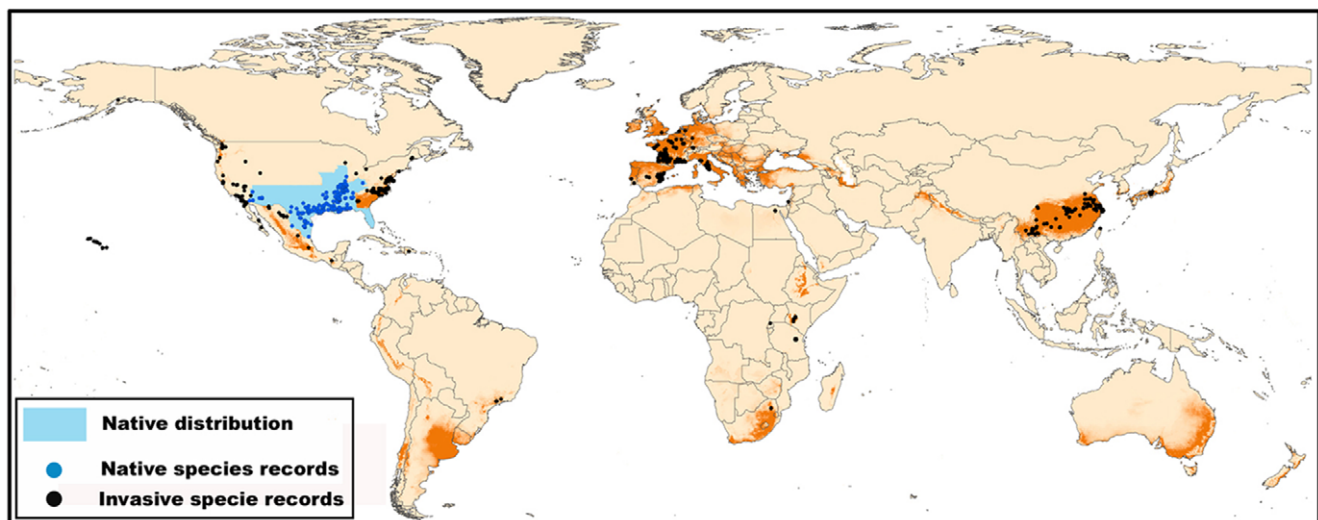 Native distribution
Native species records
Invasive specie records